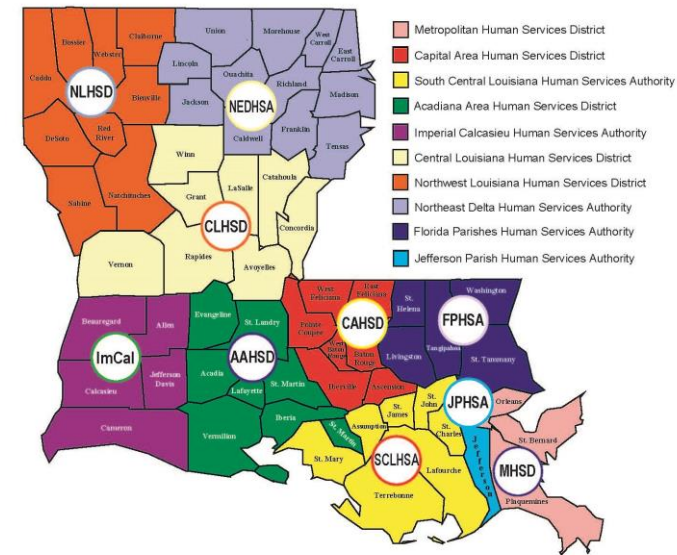 Metropolitan Human Services District
Capital Area Human Services District
South Central Louisiana Human Services Authority
Acadiana Area Human Services District
Imperial Calcasieu Human Services Authority
Central Louisiana Human Services District
Northwest Louisiana Human Services District
Northeast Delta Human Services Authority
Florida Parishes Human Services Authority
Jefferson Parish Human Services Authority
Bossier
Webster
Claiborne
Caddo
NLHSD
Bienville
DeSoto
Red
River
Sabine
Natchitoches
Union
Morehouse
West
Carroll
East
Carroll
Lincoln
Ouachita
Richland
Madison
Jackson
NEDHSA
Caldwell
Franklin
Tensas
Winn
Grant
LaSalle
Catahoula
Concordia
CLHSD
Vernon
Rapides
Avoyelles
Beauregard
Allen
ImCal
Jefferson
Davis
Calcasieu
Cameron
Evangeline
St. Landry
AAHSD
Acadia
Lafayette
St. Martin
Iberia
St. Martin
Vermilion
West
Feliciana
East
Feliciana
CAHSD
Pointe
Coupee
West
Baton
Rouge
Baton
Rouge
Iberville
Ascension
St.
Helena
Washington
FPHSA
Livingston
Tangipahoa
St. Tammany
JPHSA
Orleans
St. Bernard
Jefferson
MHSD
Plaquemines
Assumption
St.
James
St.
John
St.
Charles
St. Mary
SCLHSA
Lafourche
Terrebonne